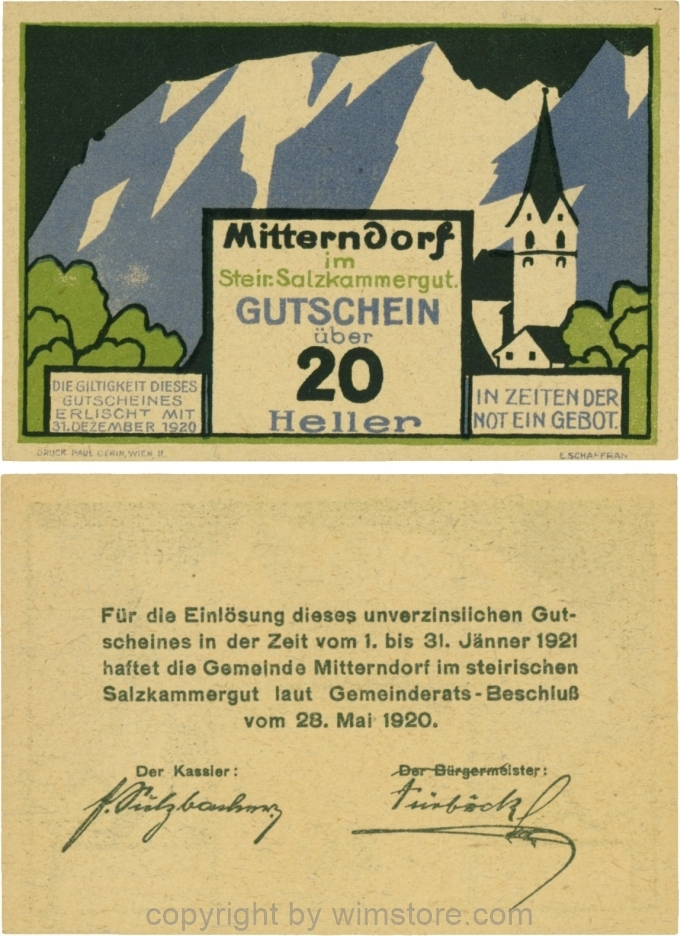 Mitterndorf
im
Steir. Salzkammergut.
GUTSCHEIN
über
20
Heller
DIE GILTIGKEIT DIESES
GUTSCHEINES
ERLISCHT MIT
31. DEZEMBER 1920
IN ZEITEN DER
NOT EIN GEBOT.
DRUCK PAUL GERIN, WIEN II.
E. SCHAFFRAN
Für die Einlösung dieses unverzinslichen Gut-
scheines in der Zeit vom 1. bis 31. Jänner 1921
haftet die Gemeinde Mitterndorf im steirischen
Salzkammergut laut Gemeinderats-Beschluß
vom 28. Mai 1920.
Der Kassier:
Der Bürgermeister:
f. Sulzbacher
copyright by wimstore.com